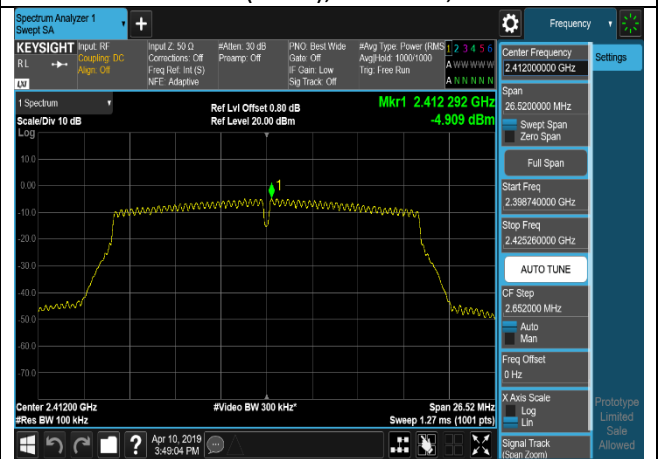 Spectrum Analyzer 1
Swept SA
+
Frequency
KEYSIGHT
RL
LXI
Input: RF
Coupling: DC
Align: Off
Input Z: 50 Ω
Corrections: Off
Freq Ref: Int (S)
NFE: Adaptive
#Atten: 30 dB
Preamp: Off
PNO: Best Wide
Gate: Off
IF Gain: Low
Sig Track: Off
#Avg Type: Power (RMS
Avg|Hold: 1000/1000
Trig: Free Run
1 2 3 4 5 6
A W W W W W
A N N N N N
1 Spectrum
Scale/Div 10 dB
Log
Ref Lvl Offset 0.80 dB
Ref Level 20.00 dBm
Mkr1 2.412 292 GHz
-4.909 dBm
1
10.0
0.00
-10.0
-20.0
-30.0
-40.0
-50.0
-60.0
-70.0
Center 2.41200 GHz
#Res BW 100 kHz
#Video BW 300 kHz*
Span 26.52 MHz
Sweep 1.27 ms (1001 pts)
Center Frequency
2.412000000 GHz
Settings
Span
26.5200000 MHz
Swept Span
Zero Span
Full Span
Start Freq
2.398740000 GHz
Stop Freq
2.425260000 GHz
AUTO TUNE
CF Step
2.652000 MHz
Auto
Man
Freq Offset
0 Hz
X Axis Scale
Log
Lin
Signal Track
(Span Zoom)
Prototype
Limited
Sale
Allowed
?
Apr 10, 2019
3:49:04 PM